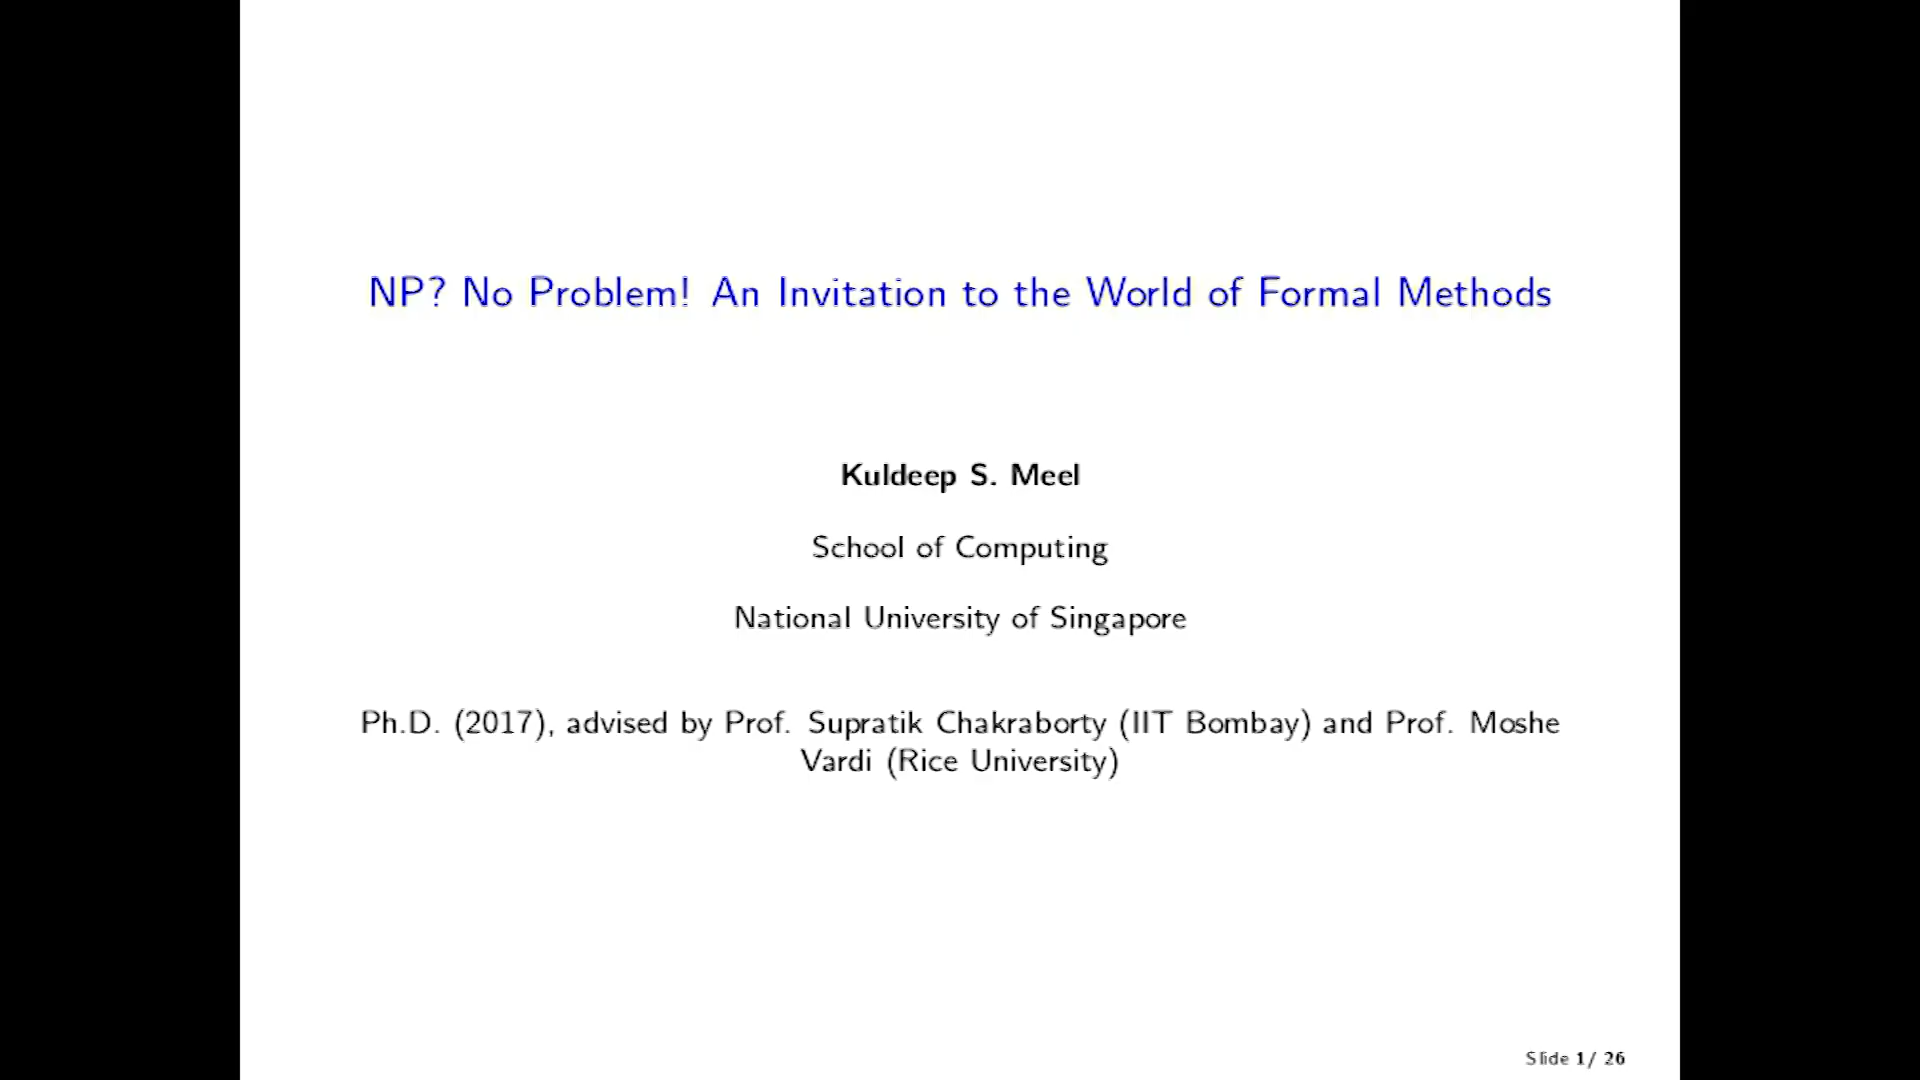 NP? No Problem! An Invitation to the World of Formal Methods
Kuldeep S. Meel
School of Computing
National University of Singapore
Ph.D. (2017), advised by Prof. Supratik Chakraborty (IIT Bombay) and Prof. Moshe
Vardi (Rice University)
Slide 1/ 26